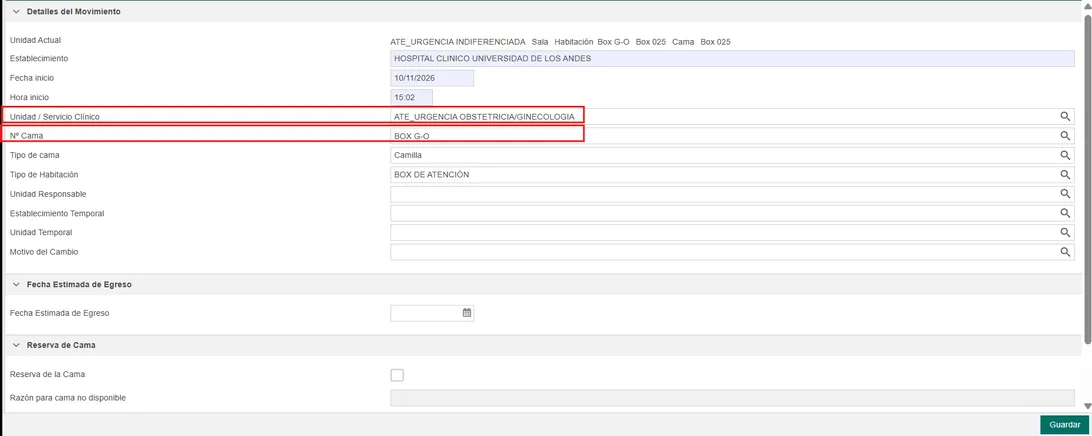 Detalles del Movimiento
Unidad Actual ATE_URGENCIA INDIFERENCIADA Sala Habitación Box G-O Box 025 Cama Box 025
Establecimiento HOSPITAL CLINICO UNIVERSIDAD DE LOS ANDES
Fecha inicio 10/11/2026
Hora inicio 15:02
Unidad / Servicio Clínico ATE_URGENCIA OBSTETRICIA/GINECOLOGIA
Nº Cama BOX G-O
Tipo de cama Camilla
Tipo de Habitación BOX DE ATENCIÓN
Unidad Responsable
Establecimiento Temporal
Unidad Temporal
Motivo del Cambio
Fecha Estimada de Egreso
Fecha Estimada de Egreso
Reserva de Cama
Reserva de la Cama
Razón para cama no disponible
Guardar